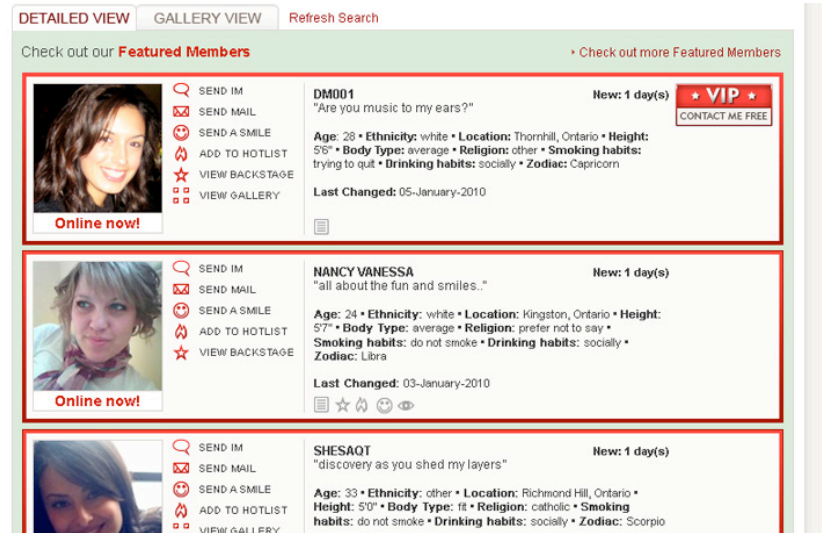 DETAILED VIEW
GALLERY VIEW
Refresh Search
Check out our Featured Members
Check out more Featured Members
Online now!
SEND IM
SEND MAIL
SEND A SMILE
ADD TO HOTLIST
VIEW BACKSTAGE
VIEW GALLERY
DM001
New: 1 day(s)
"Are you music to my ears?"
Age: 28 • Ethnicity: white • Location: Thornhill, Ontario • Height:
5'6" • Body Type: average • Religion: other • Smoking habits:
trying to quit • Drinking habits: socially • Zodiac: Capricorn
Last Changed: 05-January-2010
★ VIP ★
CONTACT ME FREE
Online now!
SEND IM
SEND MAIL
SEND A SMILE
ADD TO HOTLIST
VIEW BACKSTAGE
NANCY VANESSA
New: 1 day(s)
"all about the fun and smiles.."
Age: 24 • Ethnicity: white • Location: Kingston, Ontario • Height:
5'7" • Body Type: average • Religion: prefer not to say •
Smoking habits: do not smoke • Drinking habits: socially •
Zodiac: Libra
Last Changed: 03-January-2010
SEND IM
SEND MAIL
SEND A SMILE
ADD TO HOTLIST
VIEW GALLERY
SHESAQT
New: 1 day(s)
"discovery as you shed my layers"
Age: 33 • Ethnicity: other • Location: Richmond Hill, Ontario •
Height: 5'0" • Body Type: fit • Religion: catholic • Smoking
habits: do not smoke • Drinking habits: socially • Zodiac: Scorpio